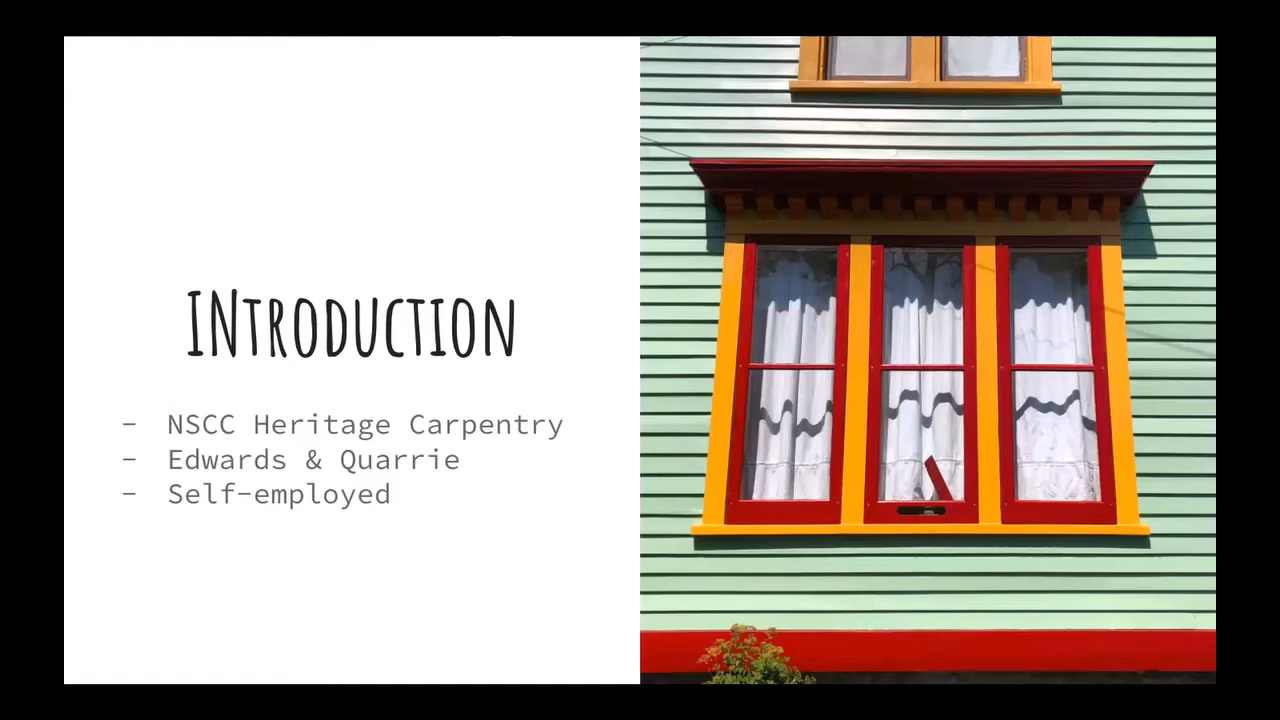 INTRODUCTION
- NSCC Heritage Carpentry
- Edwards & Quarrie
- Self-employed